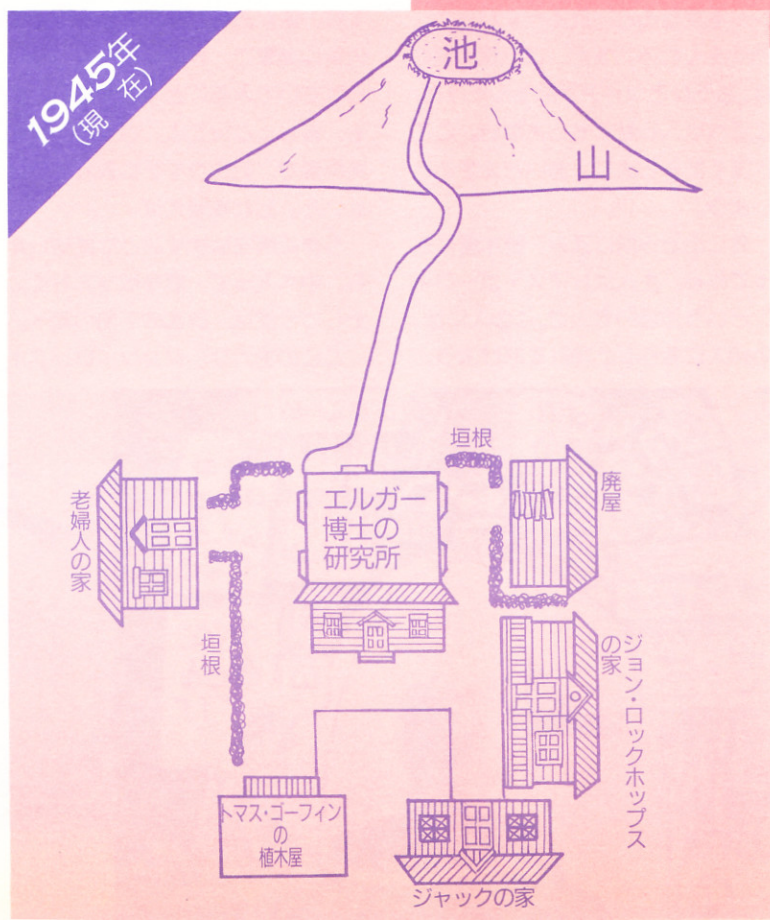 1945年
(現 在)
池
山
垣根
エルガー
博士の
研究所
廃屋
老婦人の家
垣根
ジョン・ロックホップス
の家
トマス・ゴーフィン
の
植木屋
ジャックの家